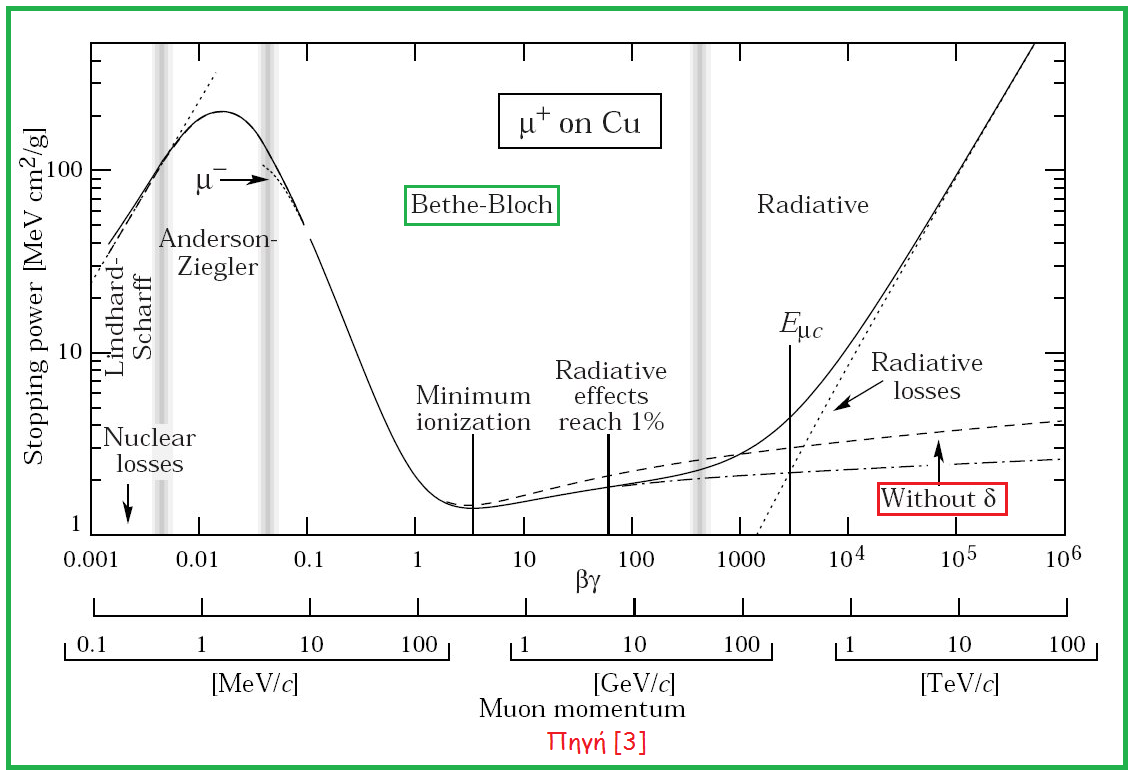 Stopping power [MeV cm²/g]
100
10
1
μ⁺ on Cu
μ⁻
Bethe-Bloch
Radiative
Anderson-
Ziegler
Lindhard-
Scharff
Eμc
Radiative
losses
Radiative
effects
reach 1%
Minimum
ionization
Nuclear
losses
Without δ
0.001 0.01 0.1 1 10 100 1000 10⁴ 10⁵ 10⁶
βγ
0.1 1 10 100 1 10 100 1 10 100
[MeV/c] [GeV/c] [TeV/c]
Muon momentum
Πηγή [3]